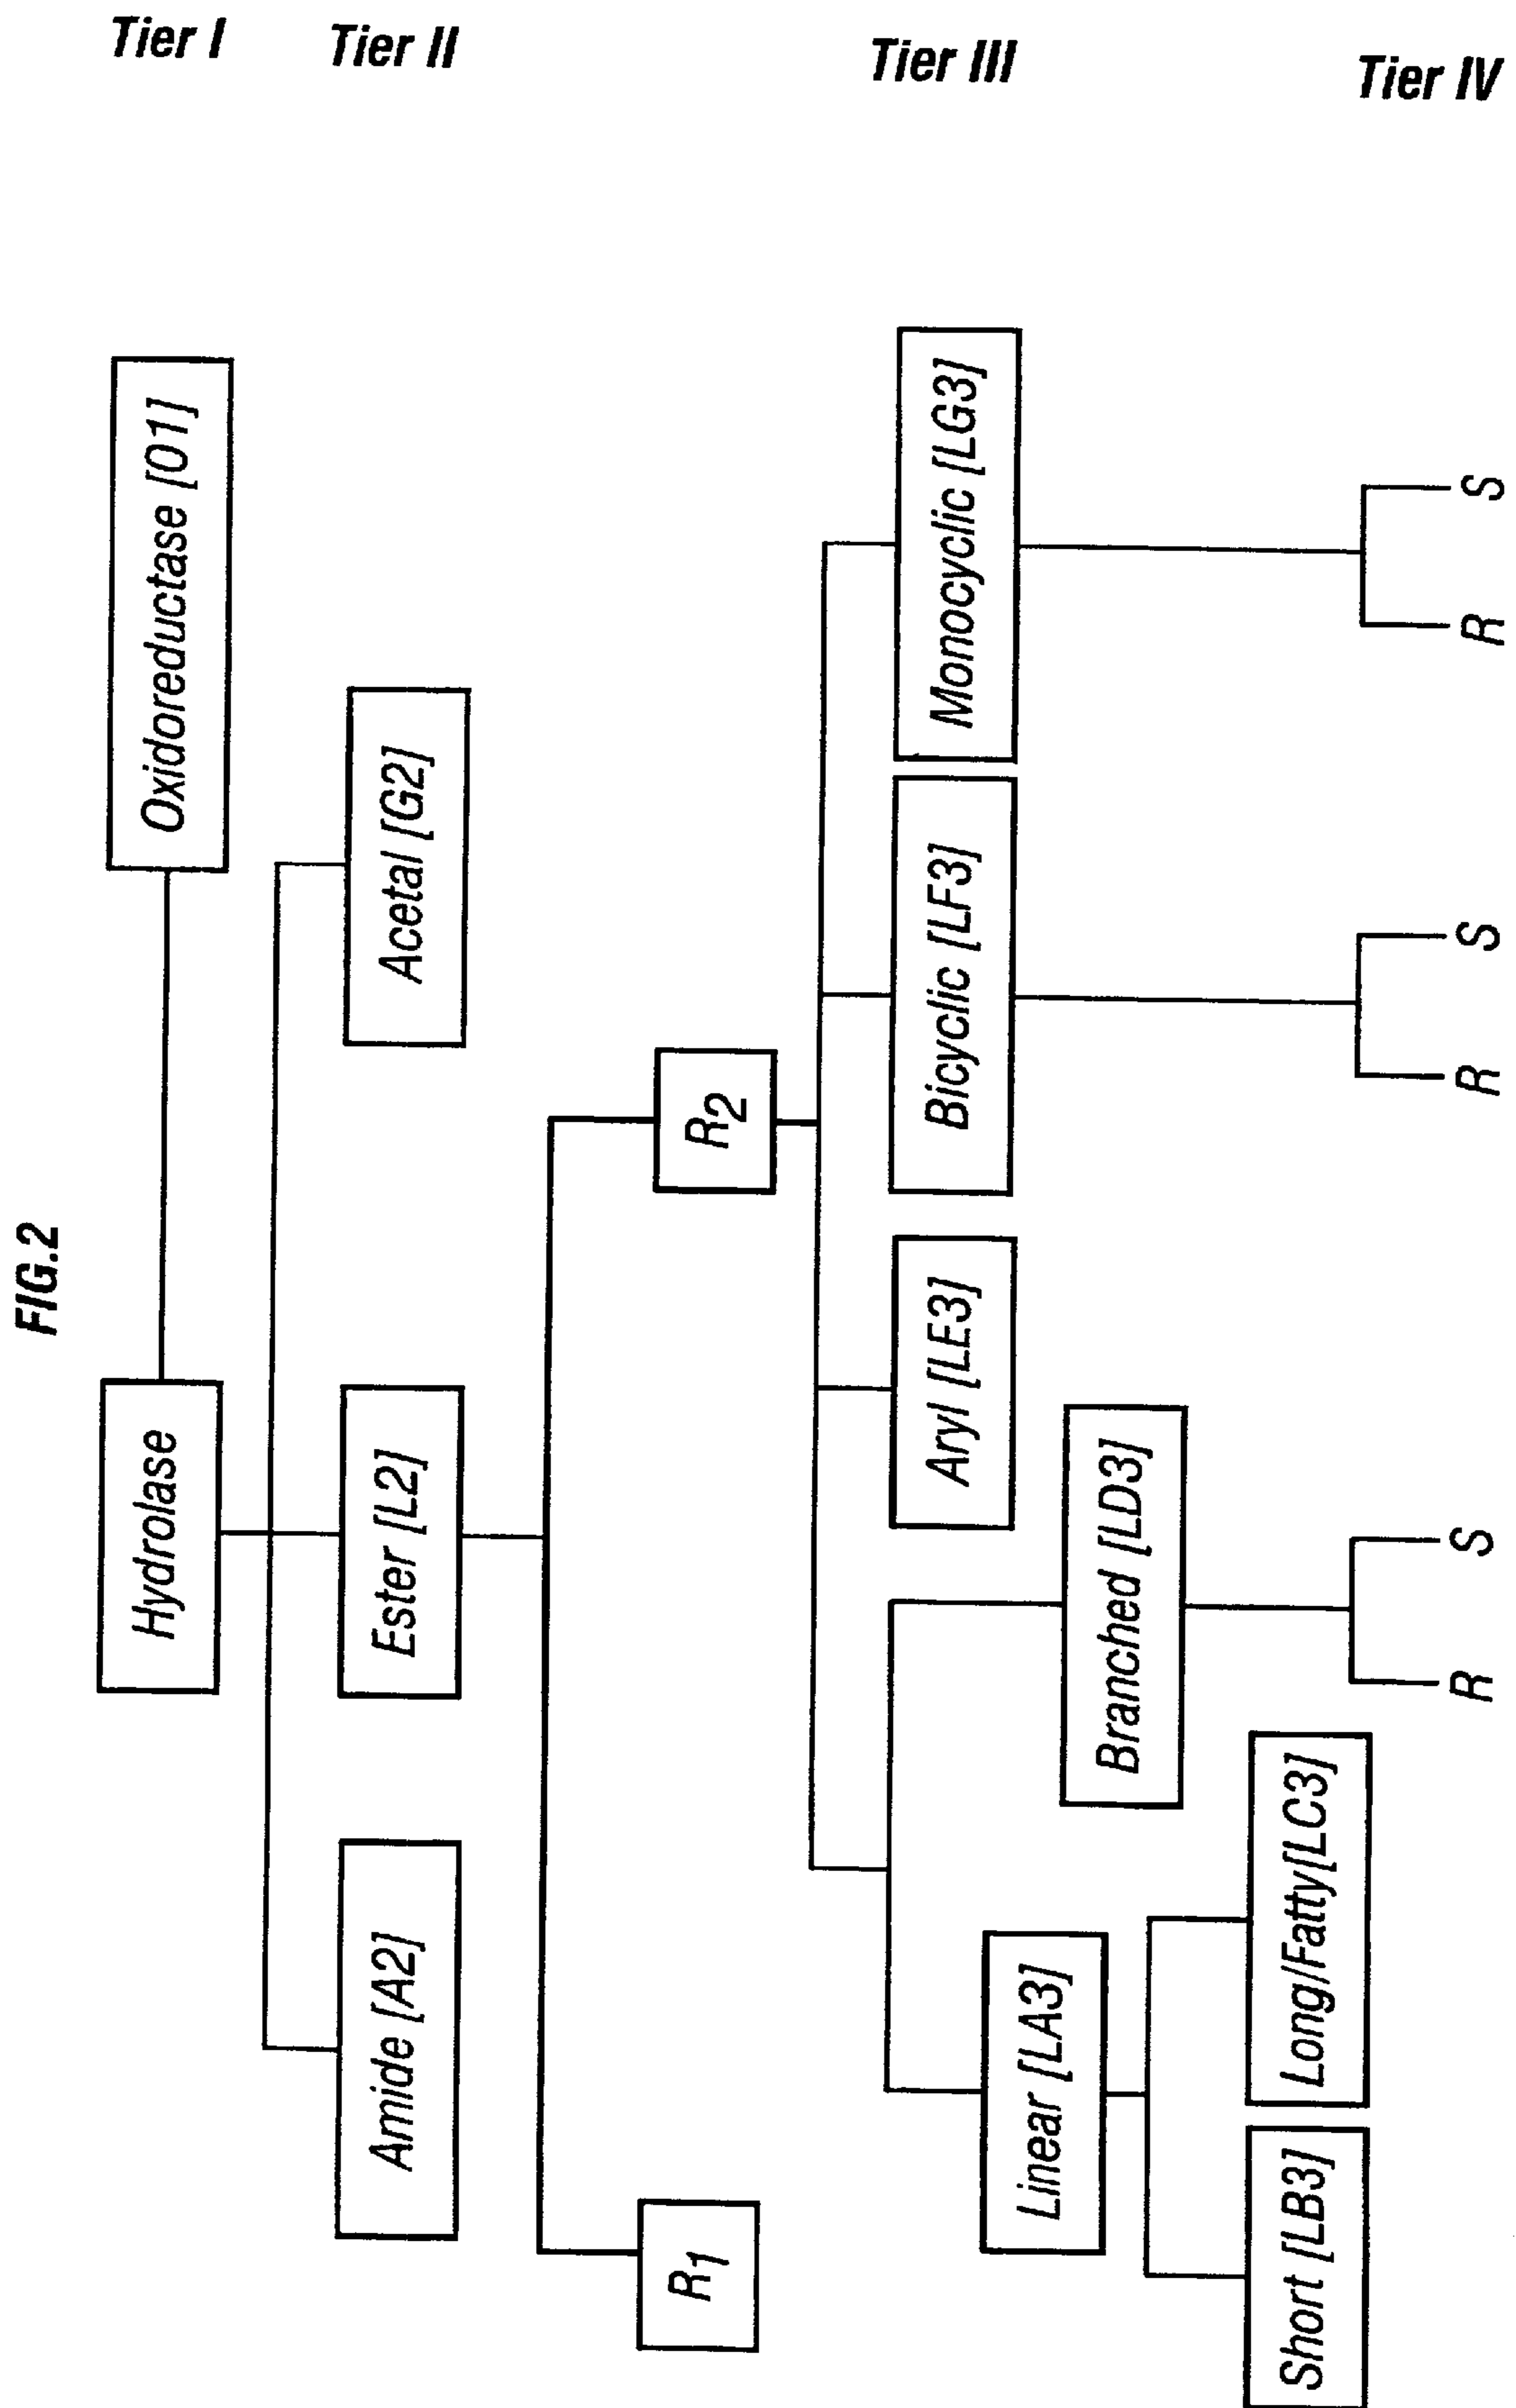 FIG.2
Tier I
Hydrolase
Oxidoreductase [O1]
Tier II
Amide [A2]
Ester [L2]
Acetal [G2]
R1
R2
Tier III
Linear [LA3]
Branched [LD3]
Aryl [LE3]
Bicyclic [LF3]
Monocyclic [LG3]
Short [LB3]
Long/Fatty[LC3]
Tier IV
R
S
R
S
R
S